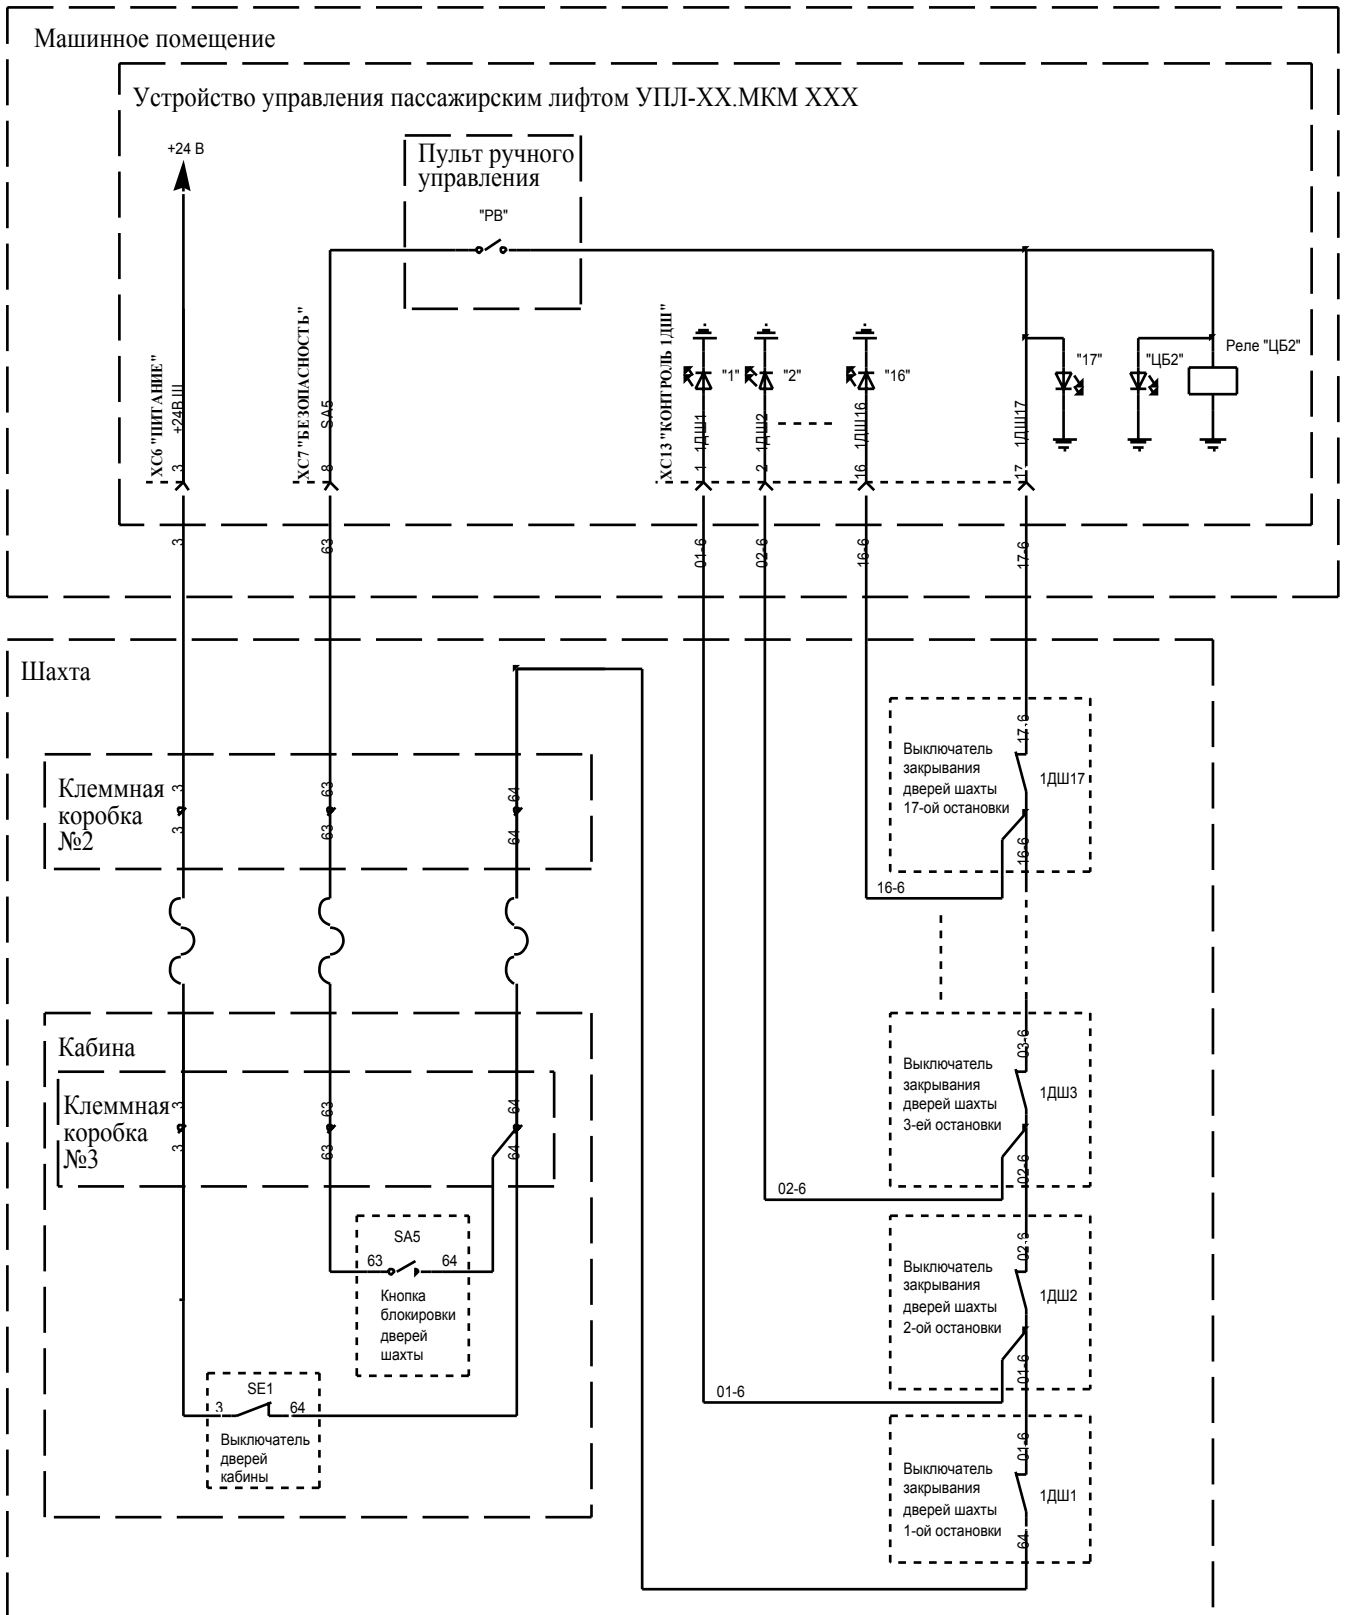 Машинное помещение
Устройство управления пассажирским лифтом УПЛ-ХХ.МКМ ХХХ
+24 В
Пульт ручного
управления
"РВ"
ХС6 "ПИТАНИЕ"
3
+24В Ш
ХС7 "БЕЗОПАСНОСТЬ"
8
SA5
ХС13 "КОНТРОЛЬ 1ДШ"
1
1ДШ1
"1"
2
1ДШ2
"2"
16
1ДШ16
"16"
17
1ДШ17
"17"
"ЦБ2"
Реле "ЦБ2"
3
63
01-6
02-6
16-6
17-6
Шахта
Клеммная
коробка
№2
3
3
63
63
64
64
17-6
Выключатель
закрывания
дверей шахты
17-ой остановки
1ДШ17
16-6
16-6
Кабина
Клеммная
коробка
№3
3
3
63
63
64
64
03-6
Выключатель
закрывания
дверей шахты
3-ей остановки
1ДШ3
02-6
02-6
SA5
63
64
Кнопка
блокировки
дверей
шахты
02-6
Выключатель
закрывания
дверей шахты
2-ой остановки
1ДШ2
01-6
01-6
SE1
3
64
Выключатель
дверей
кабины
01-6
Выключатель
закрывания
дверей шахты
1-ой остановки
1ДШ1
64